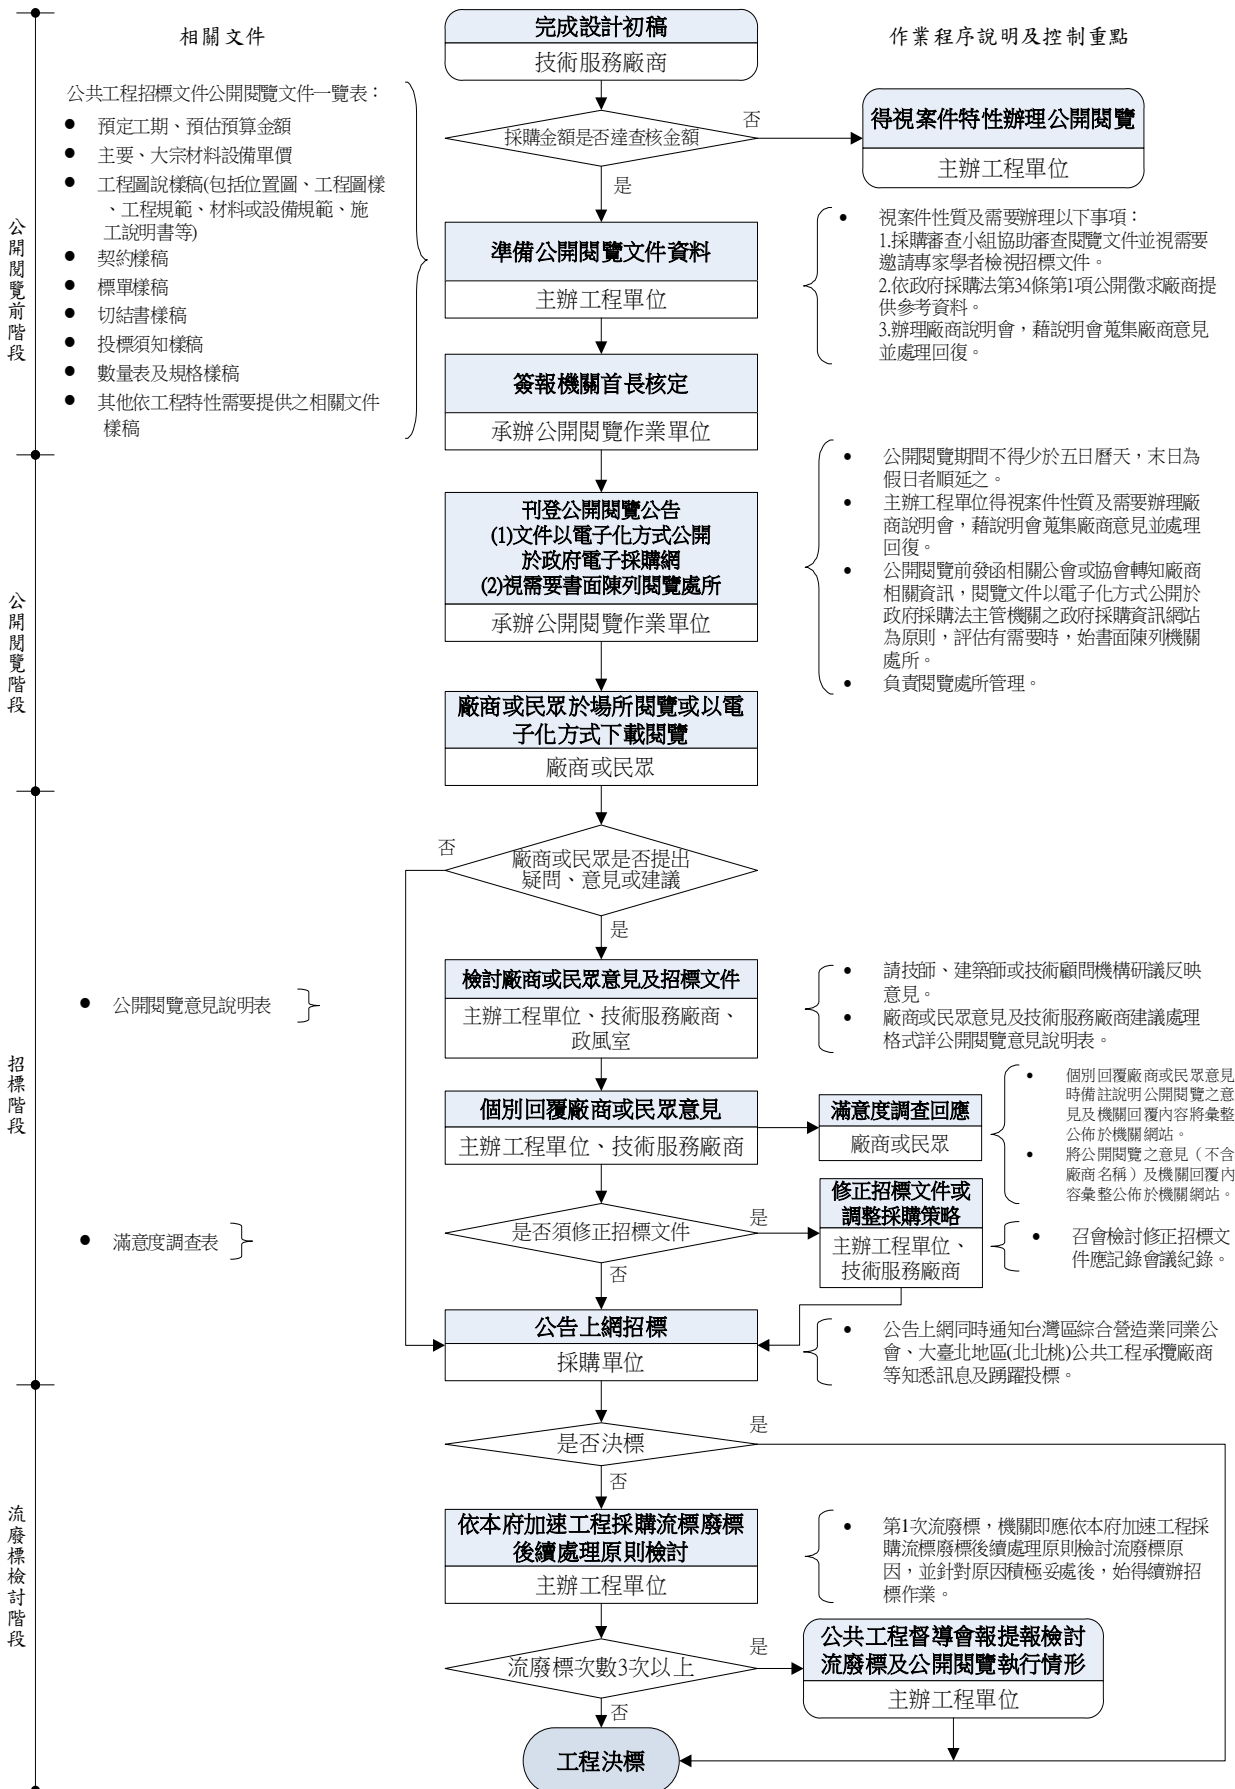 相關文件
完成設計初稿
技術服務廠商
作業程序說明及控制重點
公共工程招標文件公開閱覽文件一覽表：
● 預定工期、預估預算金額
● 主要、大宗材料設備單價
● 工程圖說樣稿(包括位置圖、工程圖樣
、工程規範、材料或設備規範、施
工說明書等)
● 契約樣稿
● 標單樣稿
● 切結書樣稿
● 投標須知樣稿
● 數量表及規格樣稿
● 其他依工程特性需要提供之相關文件
樣稿
採購金額是否達查核金額
否
是
得視案件特性辦理公開閱覽
主辦工程單位
公開閱覽前階段
準備公開閱覽文件資料
主辦工程單位
• 視案件性質及需要辦理以下事項：
1.採購審查小組協助審查閱覽文件並視需要
邀請專家學者檢視招標文件。
2.依政府採購法第34條第1項公開徵求廠商提
供參考資料。
3.辦理廠商說明會，藉說明會蒐集廠商意見
並處理回復。
簽報機關首長核定
承辦公開閱覽作業單位
公開閱覽階段
刊登公開閱覽公告
(1)文件以電子化方式公開
於政府電子採購網
(2)視需要書面陳列閱覽處所
承辦公開閱覽作業單位
• 公開閱覽期間不得少於五日曆天，末日為
假日者順延之。
• 主辦工程單位得視案件性質及需要辦理廠
商說明會，藉說明會蒐集廠商意見並處理
回復。
• 公開閱覽前發函相關公會或協會轉知廠商
相關資訊，閱覽文件以電子化方式公開於
政府採購法主管機關之政府採購資訊網站
為原則，評估有需要時，始書面陳列機關
處所。
• 負責閱覽處所管理。
廠商或民眾於場所閱覽或以電
子化方式下載閱覽
廠商或民眾
招標階段
廠商或民眾是否提出
疑問、意見或建議
否
是
● 公開閱覽意見說明表
檢討廠商或民眾意見及招標文件
主辦工程單位、技術服務廠商、
政風室
• 請技師、建築師或技術顧問機構研議反映
意見。
• 廠商或民眾意見及技術服務廠商建議處理
格式詳公開閱覽意見說明表。
個別回覆廠商或民眾意見
主辦工程單位、技術服務廠商
滿意度調查回應
廠商或民眾
• 個別回覆廠商或民眾意見
時備註說明公開閱覽之意
見及機關回覆內容將彙整
公佈於機關網站。
• 將公開閱覽之意見（不含
廠商名稱）及機關回覆內
容彙整公佈於機關網站。
● 滿意度調查表
是否須修正招標文件
是
否
修正招標文件或
調整採購策略
主辦工程單位、
技術服務廠商
• 召會檢討修正招標文
件應記錄會議紀錄。
公告上網招標
採購單位
• 公告上網同時通知台灣區綜合營造業同業公
會、大臺北地區(北北桃)公共工程承攬廠商
等知悉訊息及踴躍投標。
流廢標檢討階段
是否決標
是
否
依本府加速工程採購流標廢標
後續處理原則檢討
主辦工程單位
• 第1次流廢標，機關即應依本府加速工程採
購流標廢標後續處理原則檢討流廢標原
因，並針對原因積極妥處後，始得續辦招
標作業。
流廢標次數3次以上
是
否
公共工程督導會報提報檢討
流廢標及公開閱覽執行情形
主辦工程單位
工程決標